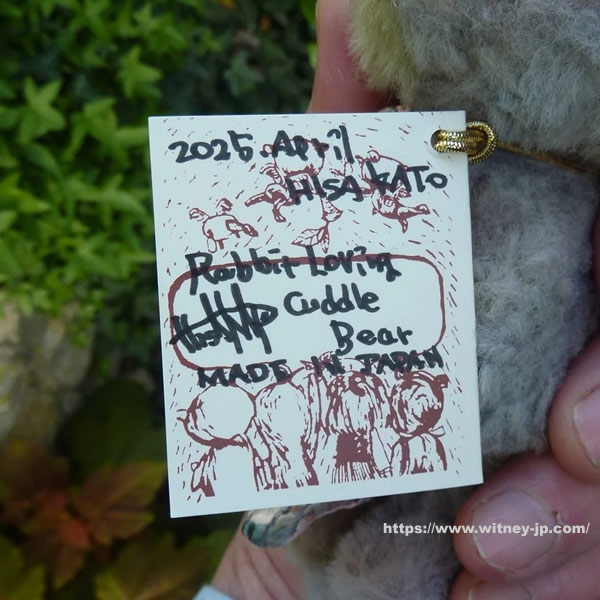 2025. April
HISA KATO
Rabbit Loving
Cuddle
Bear
MADE IN JAPAN
https://www.witney-jp.com/